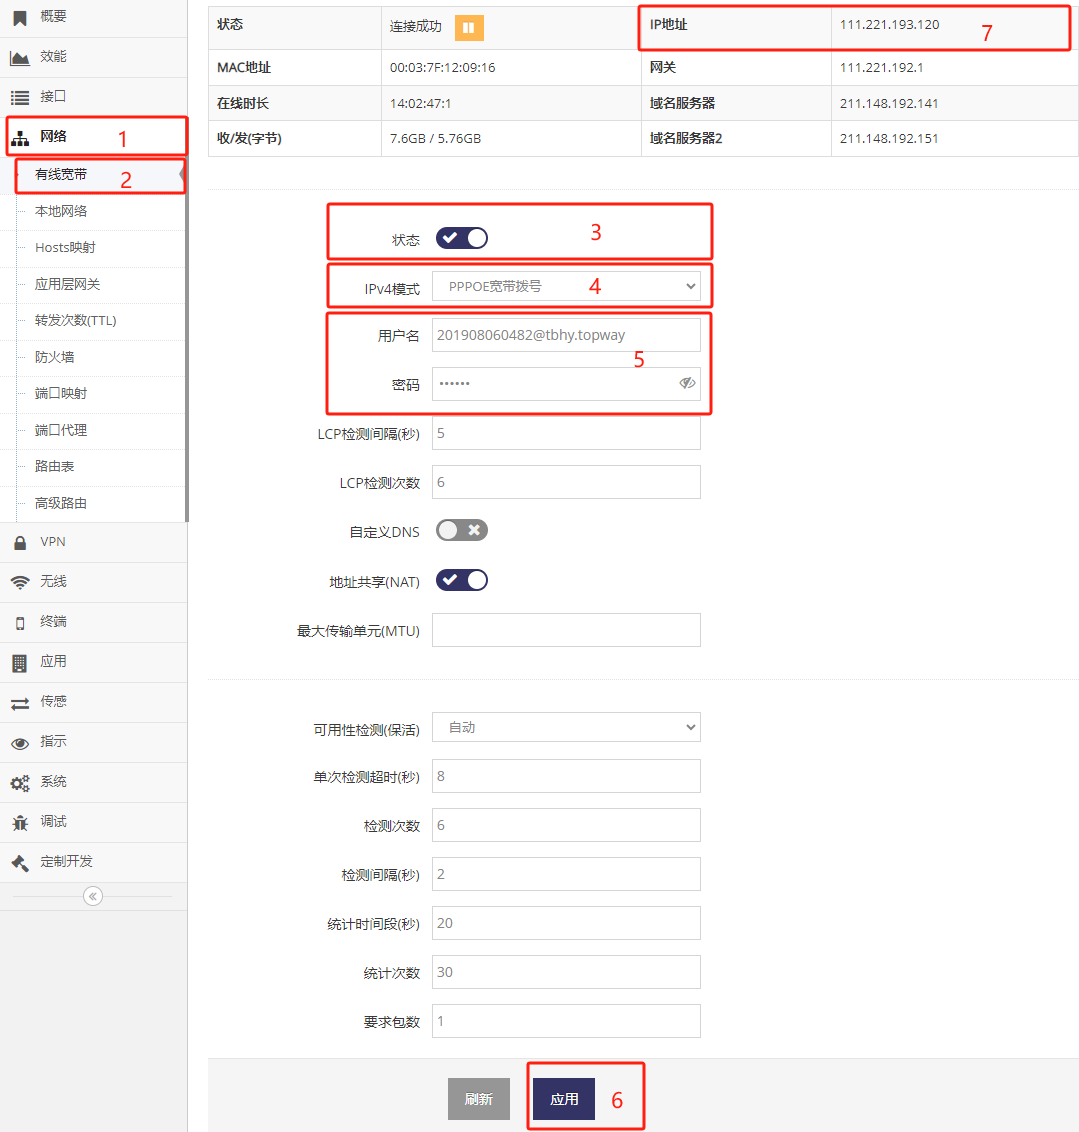 概要
效能
接口
网络 1
有线宽带 2
本地网络
Hosts映射
应用层网关
转发次数(TTL)
防火墙
端口映射
端口代理
路由表
高级路由
VPN
无线
终端
应用
传感
指示
系统
调试
定制开发
状态 连接成功 IP地址 111.221.193.120 7
MAC地址 00:03:7F:12:09:16 网关 111.221.192.1
在线时长 14:02:47:1 域名服务器 211.148.192.141
收/发(字节) 7.6GB / 5.76GB 域名服务器2 211.148.192.151
状态 3
IPv4模式 PPPOE宽带拨号 4
用户名 201908060482@tbhy.topway
5
密码 ••••••
LCP检测间隔(秒) 5
LCP检测次数 6
自定义DNS
地址共享(NAT)
最大传输单元(MTU)
可用性检测(保活) 自动
单次检测超时(秒) 8
检测次数 6
检测间隔(秒) 2
统计时间段(秒) 20
统计次数 30
要求包数 1
刷新 应用 6